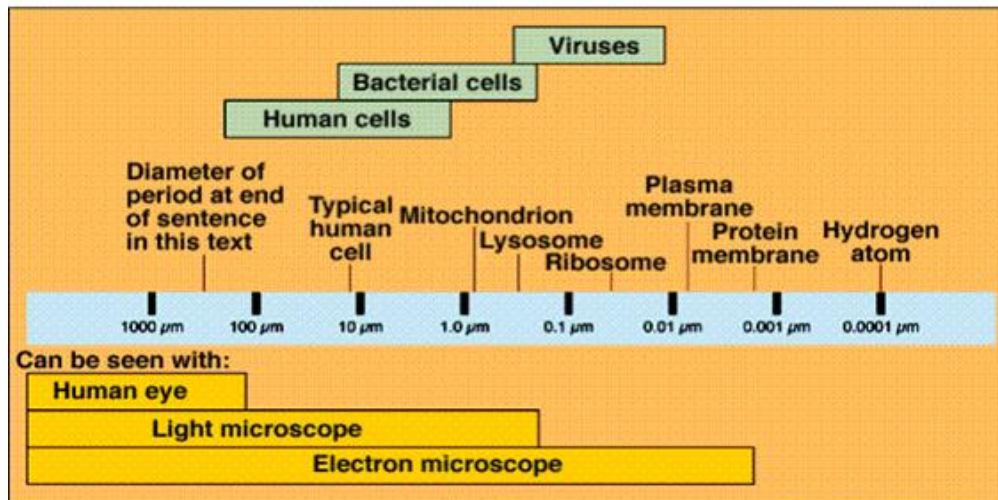 Viruses
Bacterial cells
Human cells
Diameter of
period at end
of sentence
in this text
Typical
human
cell
Mitochondrion
Lysosome
Ribosome
Plasma
membrane
Protein
membrane
Hydrogen
atom
1000 µm
100 µm
10 µm
1.0 µm
0.1 µm
0.01 µm
0.001 µm
0.0001 µm
Can be seen with:
Human eye
Light microscope
Electron microscope